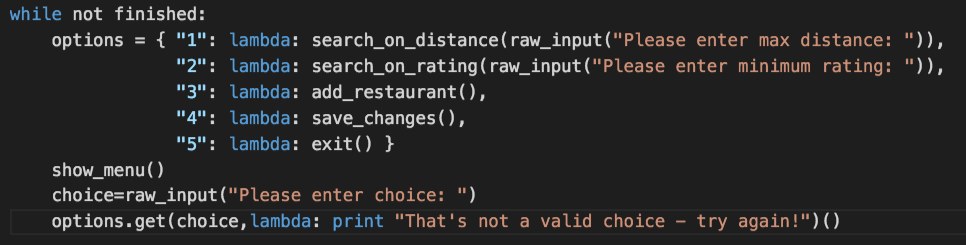 while not finished:
    options = { "1": lambda: search_on_distance(raw_input("Please enter max distance: ")),
                "2": lambda: search_on_rating(raw_input("Please enter minimum rating: ")),
                "3": lambda: add_restaurant(),
                "4": lambda: save_changes(),
                "5": lambda: exit() }
    show_menu()
    choice=raw_input("Please enter choice: ")
    options.get(choice,lambda: print "That's not a valid choice – try again!")()